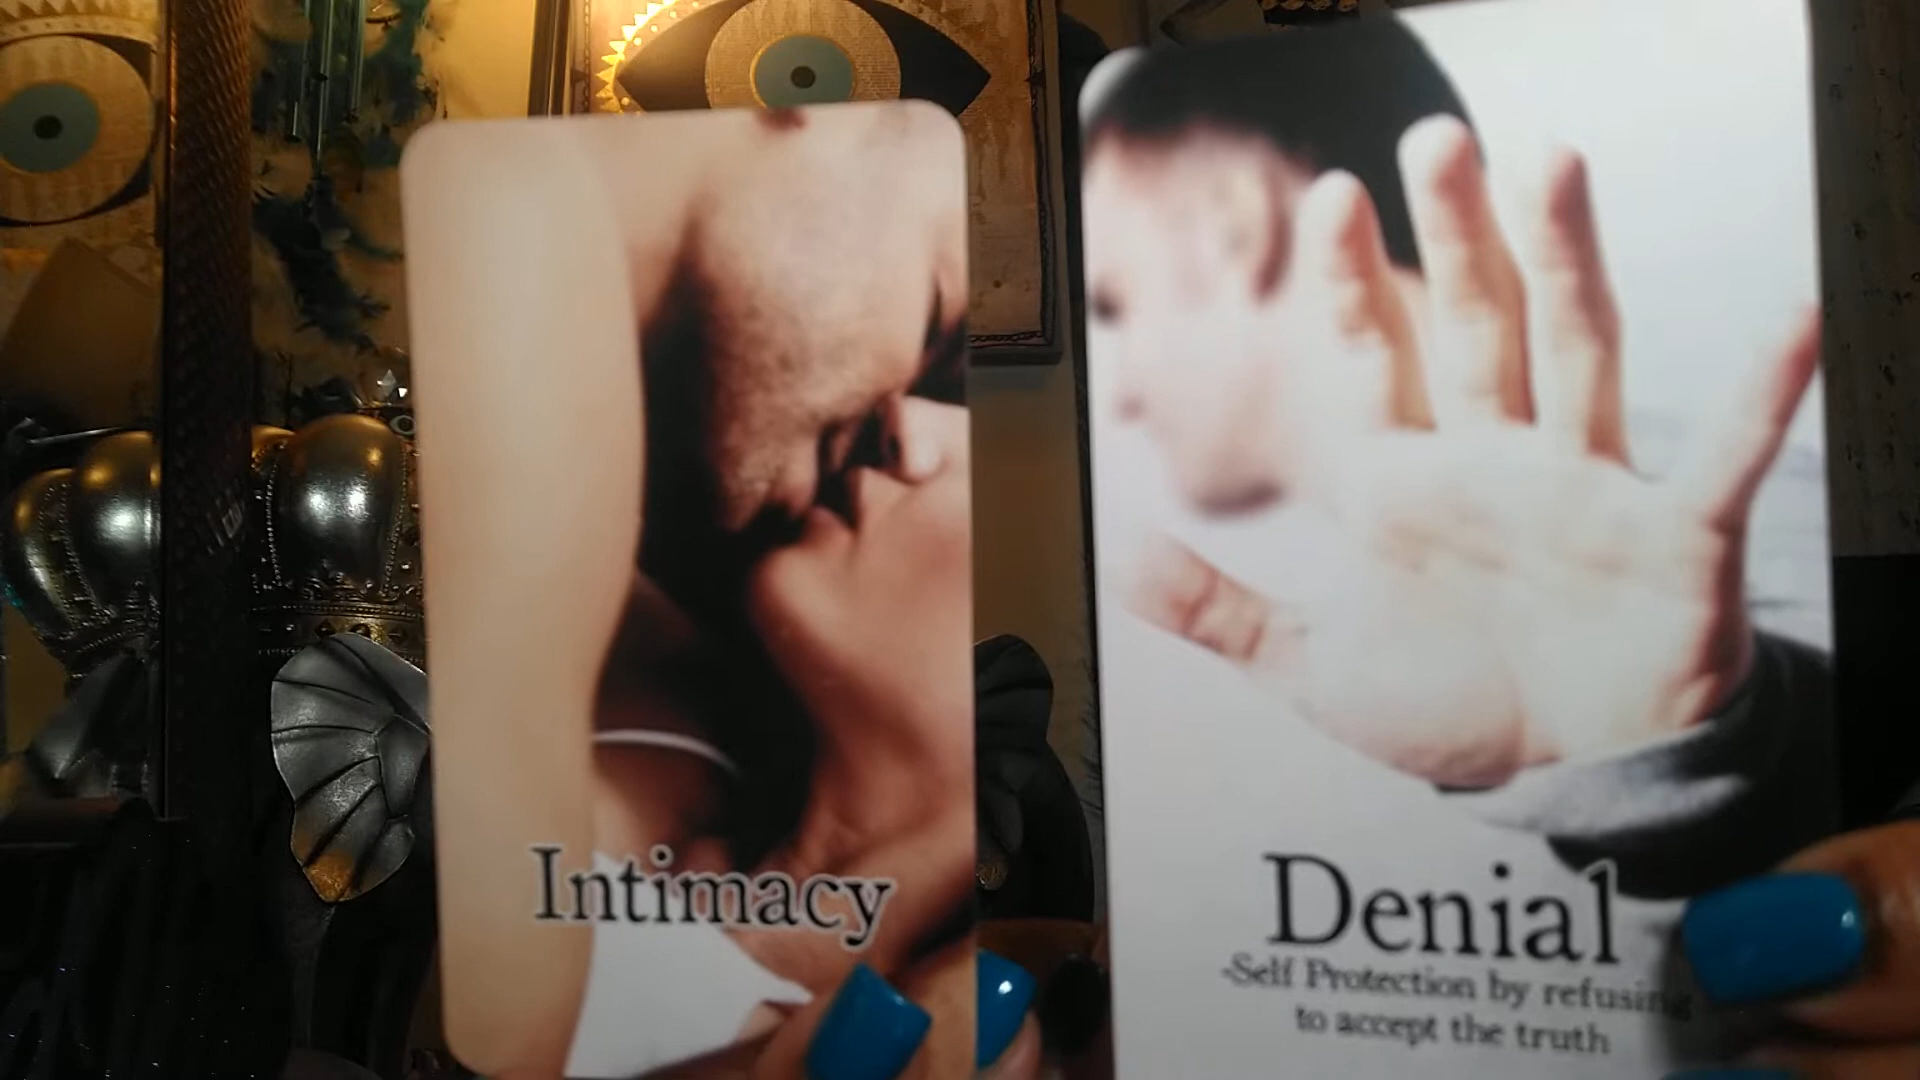 Intimacy
Denial
-Self Protection by refusing
to accept the truth